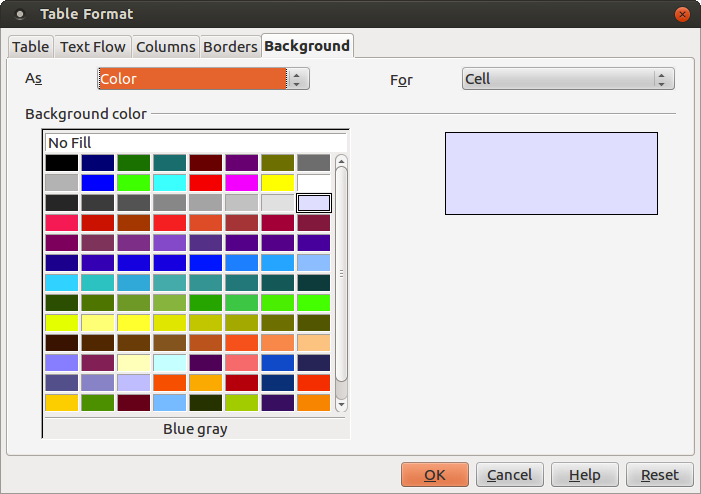 Table Format
Table Text Flow Columns Borders Background
As Color For Cell
Background color
No Fill
Blue gray
OK Cancel Help Reset